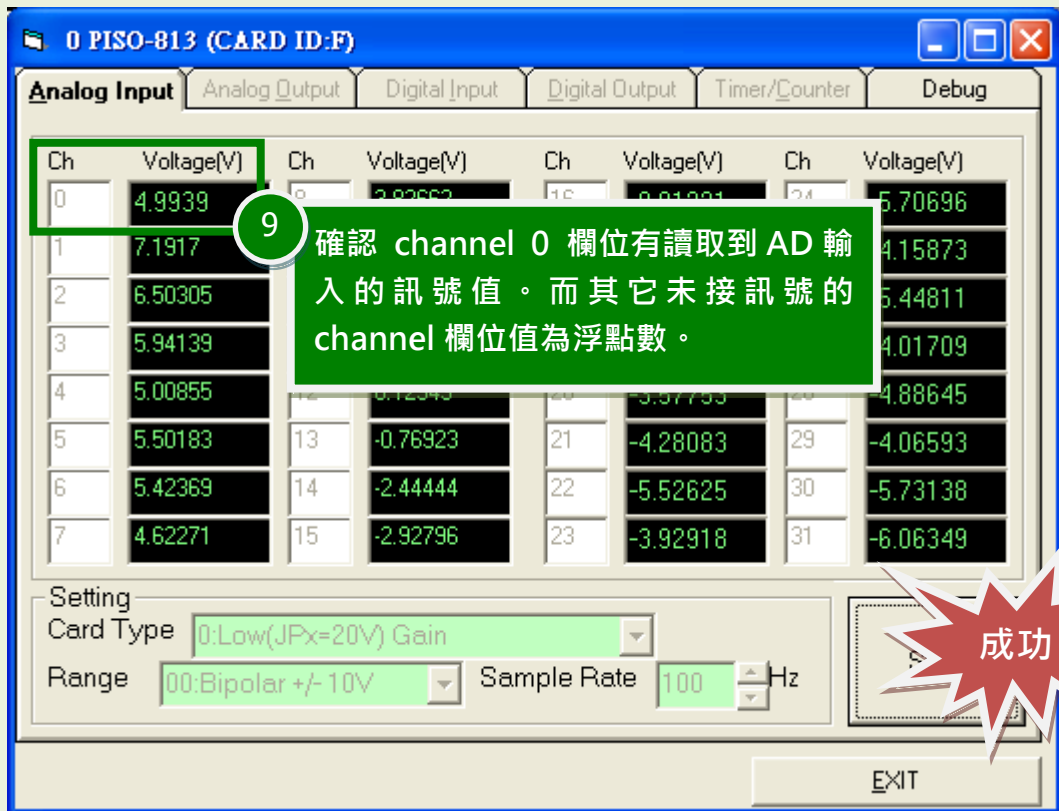 0 PISO-813 (CARD ID:F)
Analog Input Analog Output Digital Input Digital Output Timer/Counter Debug
Ch Voltage(V) Ch Voltage(V) Ch Voltage(V) Ch Voltage(V)
0 4.9939 5.70696
9
確認 channel 0 欄位有讀取到 AD 輸
入的訊號值。而其它未接訊號的
channel 欄位值為浮點數。
1 7.1917 4.15873
2 6.50305 5.44811
3 5.94139 4.01709
4 5.00855 -4.88645
5 5.50183 13 -0.76923 21 -4.28083 29 -4.06593
6 5.42369 14 -2.44444 22 -5.52625 30 -5.73138
7 4.62271 15 -2.92796 23 -3.92918 31 -6.06349
Setting
Card Type 0:Low(JPx=20V) Gain
Range 00:Bipolar +/- 10V Sample Rate 100 Hz
成功
EXIT